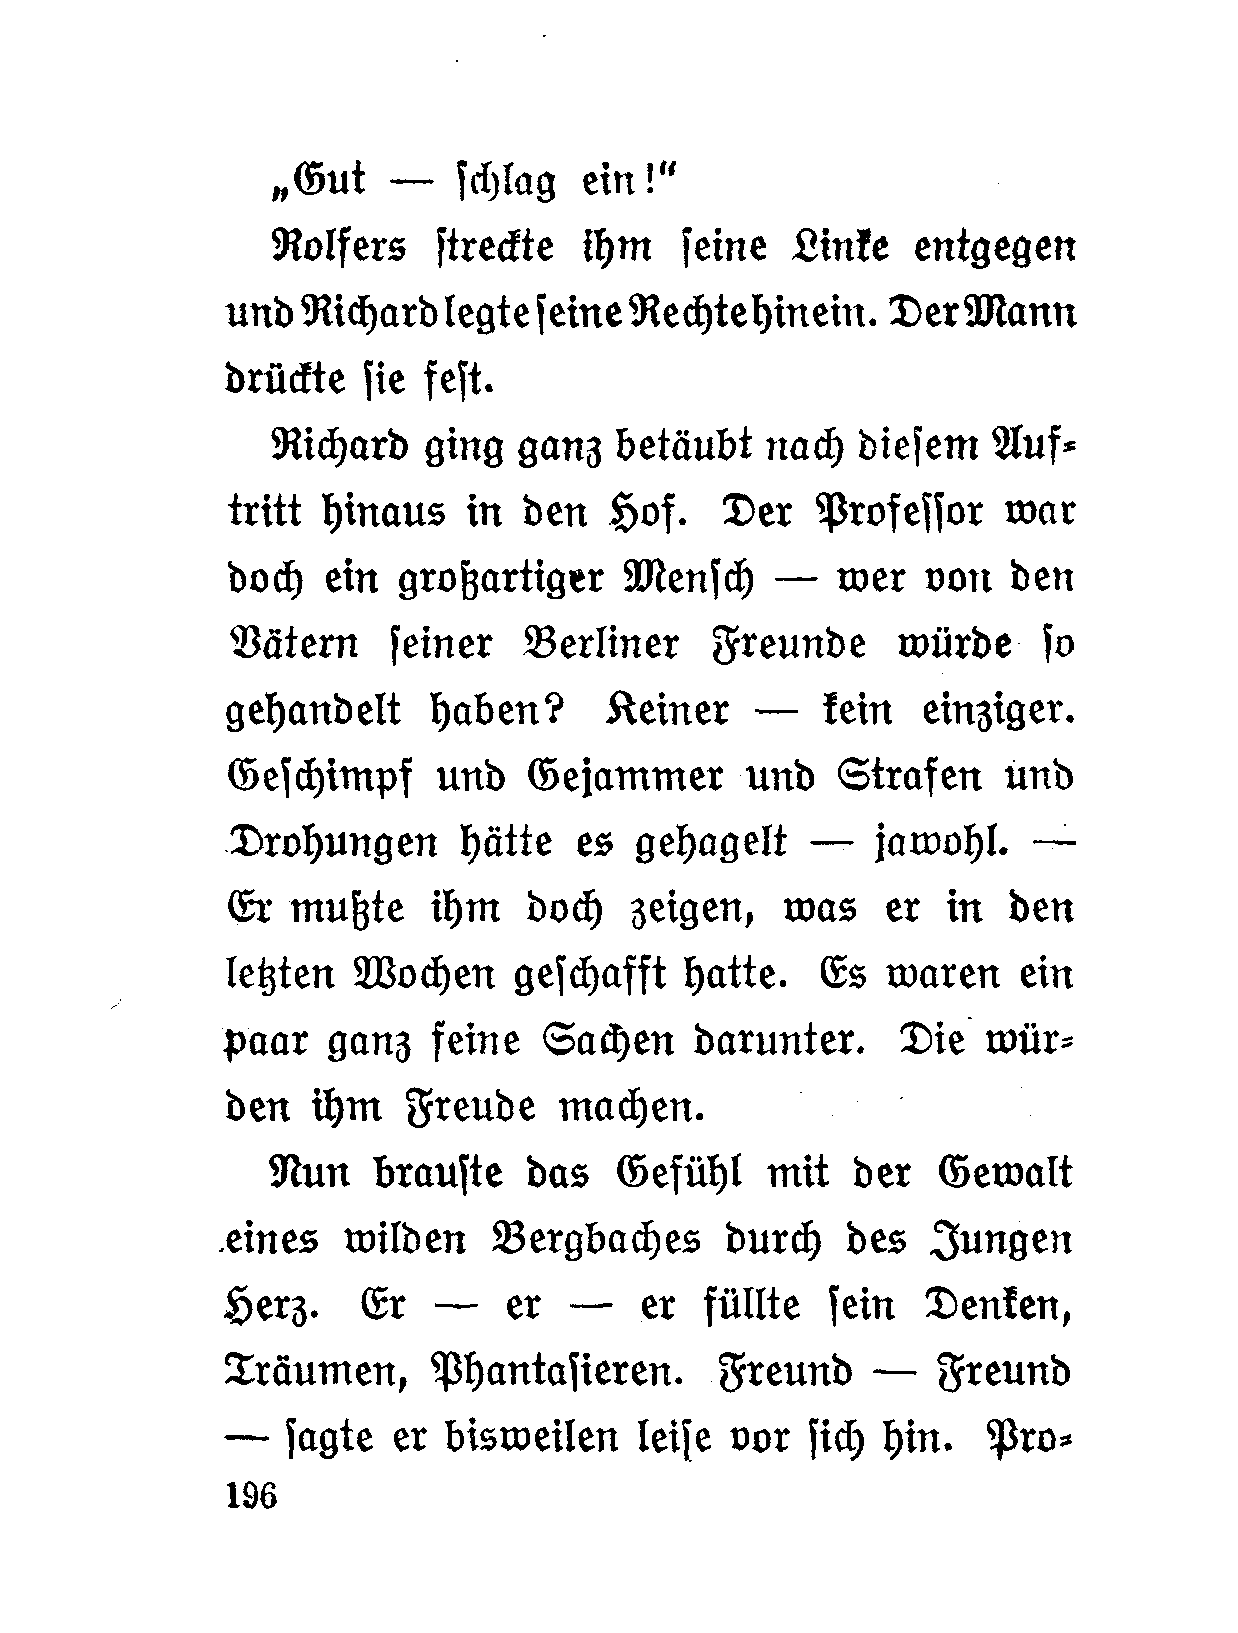 „Gut — ſchlag ein!“
Rolfers ſtreckte ihm ſeine Linke entgegen
und Richard legte ſeine Rechte hinein. Der Mann
drückte ſie feſt.
Richard ging ganz betäubt nach dieſem Auf⸗
tritt hinaus in den Hof. Der Profeſſor war
doch ein großartiger Menſch — wer von den
Vätern ſeiner Berliner Freunde würde ſo
gehandelt haben? Keiner — kein einziger.
Geſchimpf und Gejammer und Strafen und
Drohungen hätte es gehagelt — jawohl. —
Er mußte ihm doch zeigen, was er in den
letzten Wochen geſchafft hatte. Es waren ein
paar ganz feine Sachen darunter. Die wür⸗
den ihm Freude machen.
Nun brauſte das Gefühl mit der Gewalt
eines wilden Bergbaches durch des Jungen
Herz. Er — er — er füllte ſein Denken,
Träumen, Phantaſieren. Freund — Freund
— ſagte er bisweilen leiſe vor ſich hin. Pro⸗
196